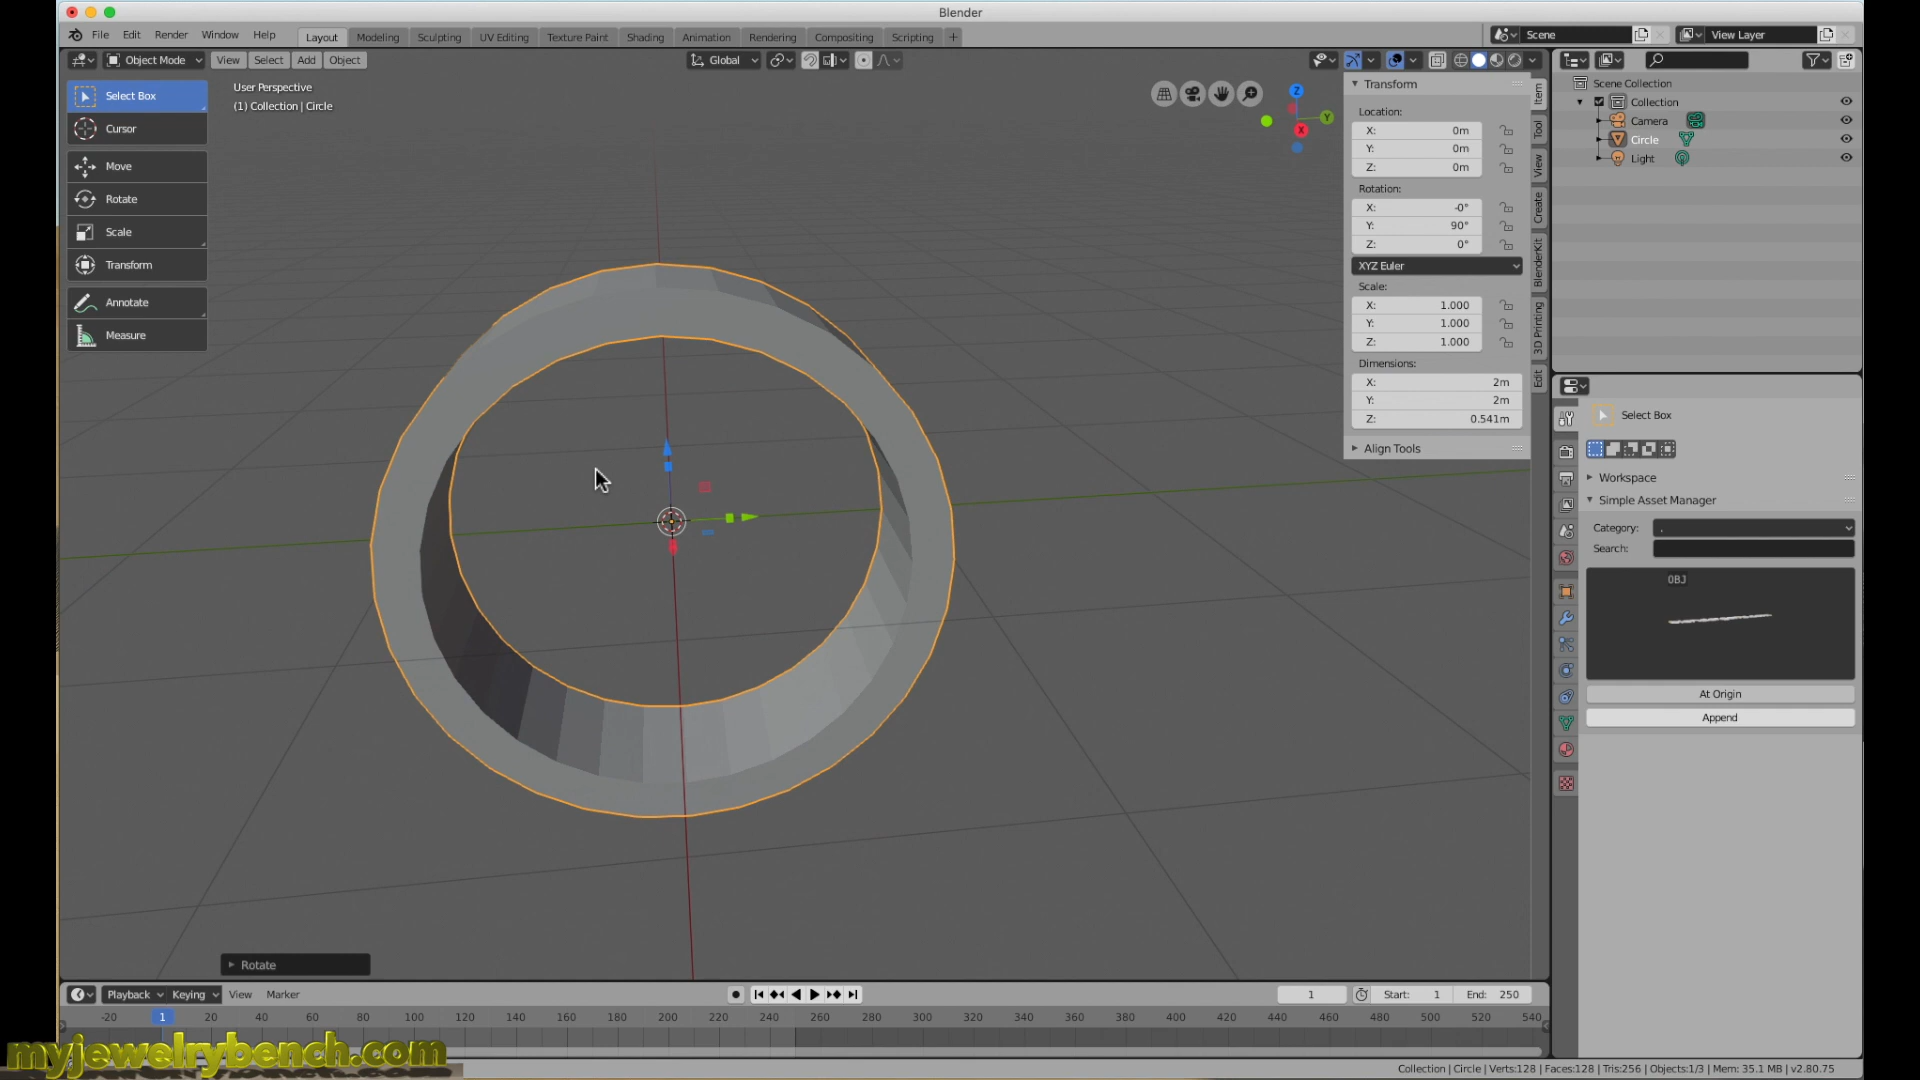 Blender
File Edit Render Window Help Layout Modeling Sculpting UV Editing Texture Paint Shading Animation Rendering Compositing Scripting + Scene View Layer
Object Mode View Select Add Object Global
Select Box
Cursor
Move
Rotate
Scale
Transform
Annotate
Measure
User Perspective
(1) Collection | Circle
Z
Y
X
Transform
Location:
X: 0m
Y: 0m
Z: 0m
Rotation:
X: -0°
Y: 90°
Z: 0°
XYZ Euler
Scale:
X: 1.000
Y: 1.000
Z: 1.000
Dimensions:
X: 2m
Y: 2m
Z: 0.541m
Align Tools
Item
Tool
View
Create
BlenderKit
3D Printing
Edit
Scene Collection
Collection
Camera
Circle
Light
Select Box
Workspace
Simple Asset Manager
Category: .
Search:
OBJ
At Origin
Append
Rotate
Playback Keying View Marker 1 Start: 1 End: 250
-20 1 20 40 60 80 100 120 140 160 180 200 220 240 260 280 300 320 340 360 380 400 420 440 460 480 500 520 540
myjewelrybench.com
Collection | Circle | Verts:128 | Faces:128 | Tris:256 | Objects:1/3 | Mem: 35.1 MB | v2.80.75